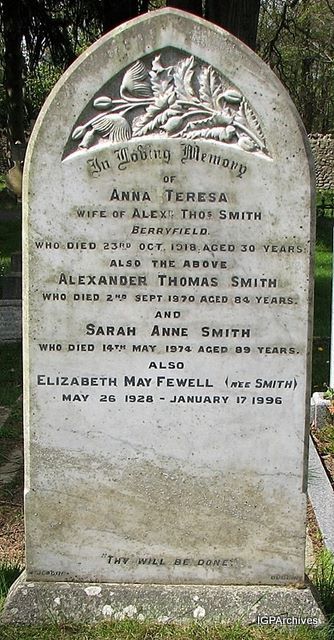 In Loving Memory
OF
ANNA TERESA
WIFE OF ALEXR THOS SMITH
BERRYFIELD.
WHO DIED 23RD OCT. 1918. AGED 30 YEARS.
ALSO THE ABOVE
ALEXANDER THOMAS SMITH
WHO DIED 2ND SEPT 1970 AGED 84 YEARS.
AND
SARAH ANNE SMITH
WHO DIED 14TH MAY 1974 AGED 89 YEARS.
ALSO
ELIZABETH MAY FEWELL (NEE SMITH)
MAY 26 1928 - JANUARY 17 1996
"THY WILL BE DONE."
DUBLIN
IGPArchives